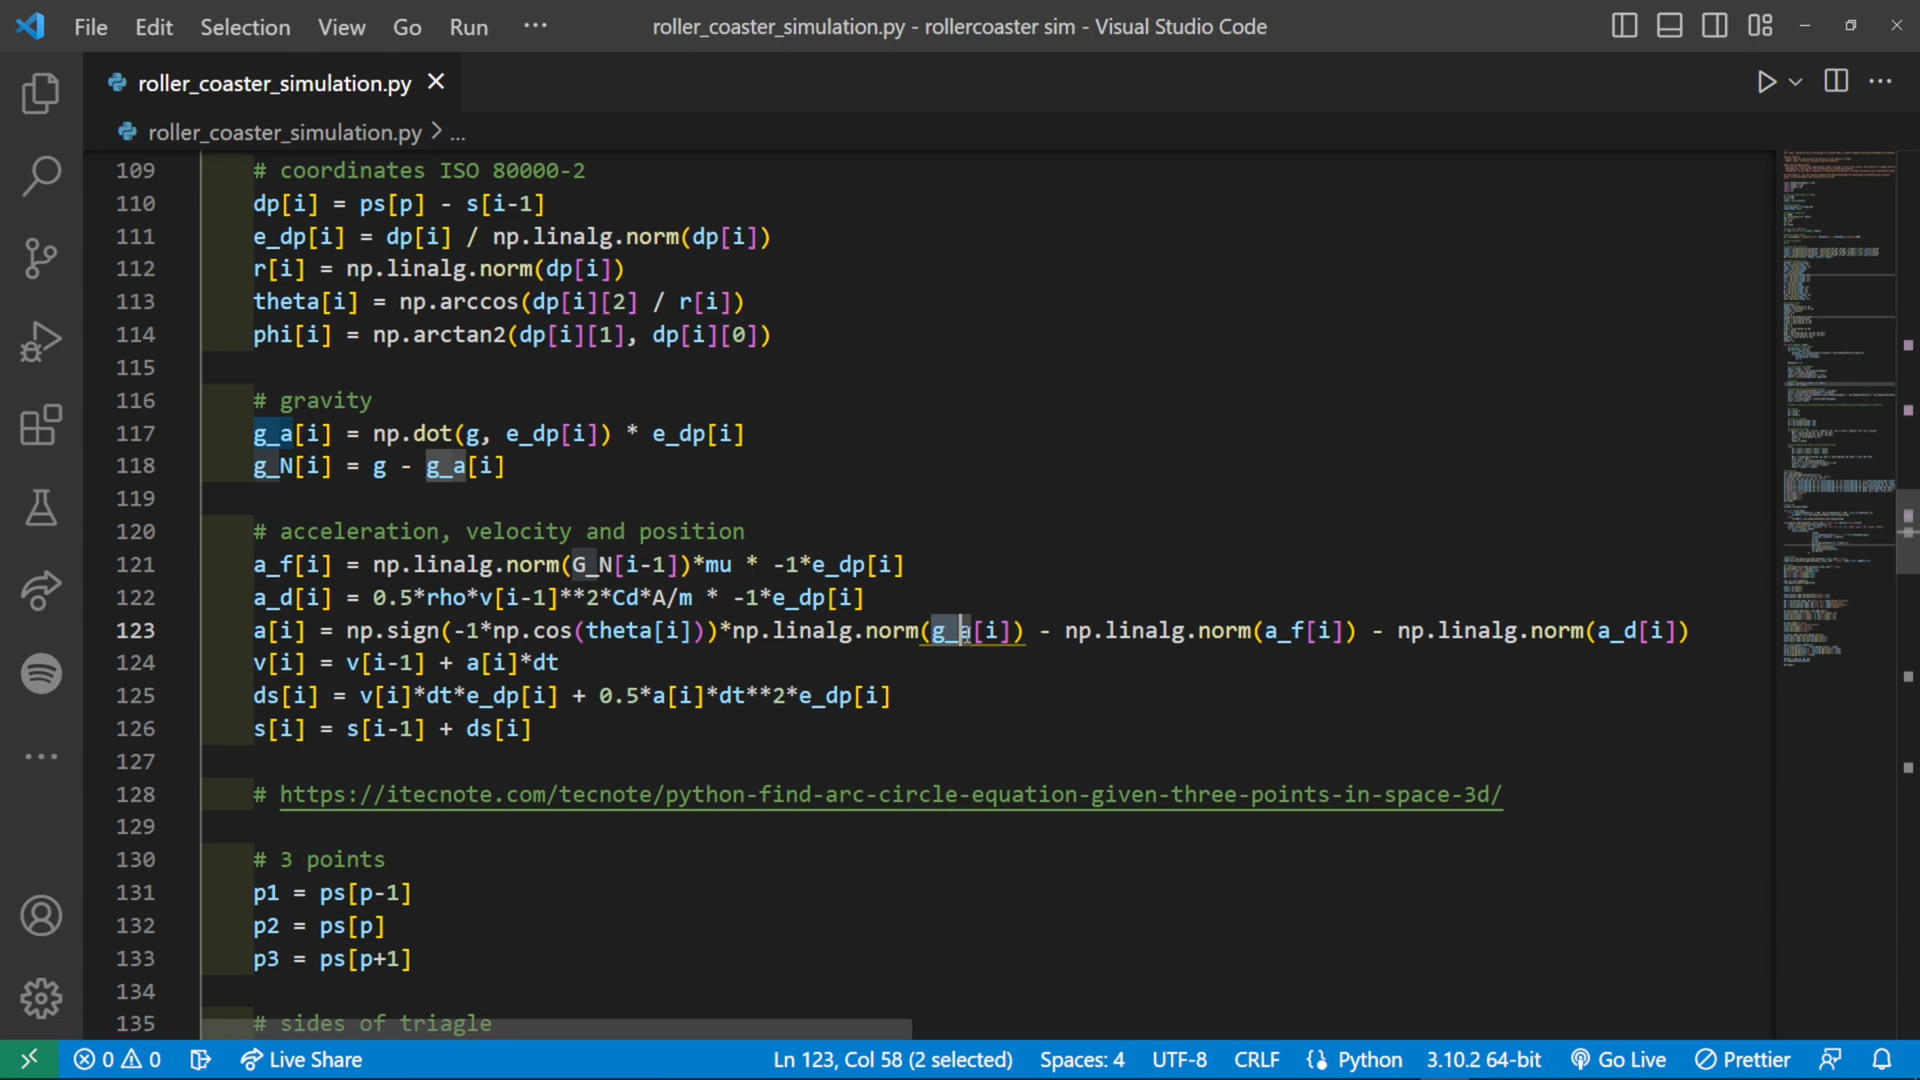 File Edit Selection View Go Run ... roller_coaster_simulation.py - rollercoaster sim - Visual Studio Code
roller_coaster_simulation.py
roller_coaster_simulation.py > ...
109 # coordinates ISO 80000-2
110 dp[i] = ps[p] - s[i-1]
111 e_dp[i] = dp[i] / np.linalg.norm(dp[i])
112 r[i] = np.linalg.norm(dp[i])
113 theta[i] = np.arccos(dp[i][2] / r[i])
114 phi[i] = np.arctan2(dp[i][1], dp[i][0])
115
116 # gravity
117 g_a[i] = np.dot(g, e_dp[i]) * e_dp[i]
118 g_N[i] = g - g_a[i]
119
120 # acceleration, velocity and position
121 a_f[i] = np.linalg.norm(G_N[i-1])*mu * -1*e_dp[i]
122 a_d[i] = 0.5*rho*v[i-1]**2*Cd*A/m * -1*e_dp[i]
123 a[i] = np.sign(-1*np.cos(theta[i]))*np.linalg.norm(g_a[i]) - np.linalg.norm(a_f[i]) - np.linalg.norm(a_d[i])
124 v[i] = v[i-1] + a[i]*dt
125 ds[i] = v[i]*dt*e_dp[i] + 0.5*a[i]*dt**2*e_dp[i]
126 s[i] = s[i-1] + ds[i]
127
128 # https://itecnote.com/tecnote/python-find-arc-circle-equation-given-three-points-in-space-3d/
129
130 # 3 points
131 p1 = ps[p-1]
132 p2 = ps[p]
133 p3 = ps[p+1]
134
135 # sides of triagle
0 0 Live Share Ln 123, Col 58 (2 selected) Spaces: 4 UTF-8 CRLF Python 3.10.2 64-bit Go Live Prettier